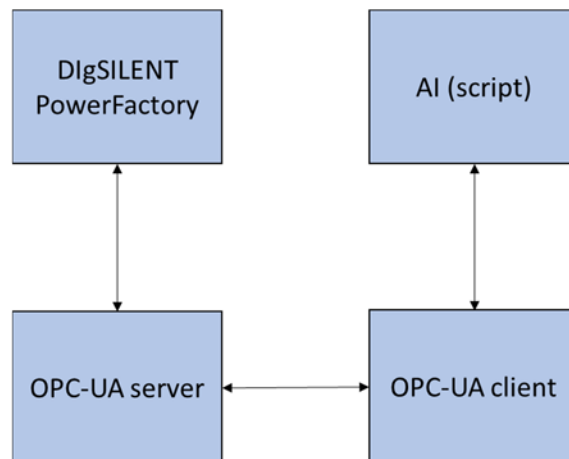 DIgSILENT
PowerFactory
AI (script)
OPC-UA server
OPC-UA client